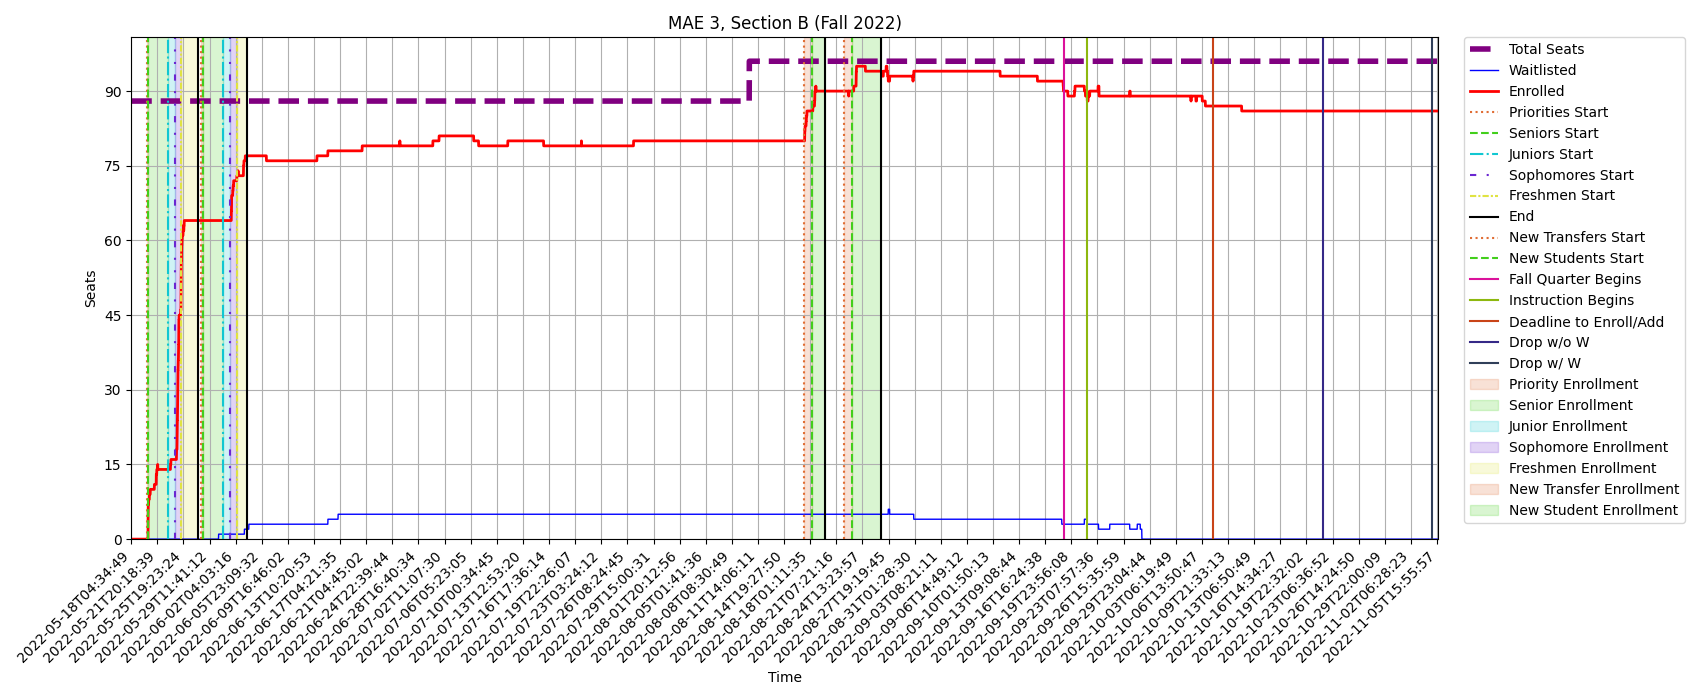 MAE 3, Section B (Fall 2022)
Seats
90
75
60
45
30
15
0
2022-05-18T04:34:49
2022-05-21T20:18:39
2022-05-25T19:23:24
2022-05-29T11:41:12
2022-06-02T04:03:16
2022-06-05T23:09:32
2022-06-09T16:46:02
2022-06-13T10:20:53
2022-06-17T04:21:35
2022-06-21T04:45:02
2022-06-24T22:39:44
2022-06-28T16:40:34
2022-07-02T11:07:30
2022-07-06T05:23:05
2022-07-10T00:34:45
2022-07-13T12:53:20
2022-07-16T17:36:14
2022-07-19T22:26:07
2022-07-23T03:24:12
2022-07-26T08:24:45
2022-07-29T15:00:31
2022-08-01T20:12:56
2022-08-05T01:41:36
2022-08-08T08:30:49
2022-08-11T14:06:11
2022-08-14T19:27:50
2022-08-18T01:11:35
2022-08-21T07:21:16
2022-08-24T13:23:57
2022-08-27T19:19:45
2022-08-31T01:28:30
2022-09-03T08:21:11
2022-09-06T14:49:12
2022-09-10T01:50:13
2022-09-13T09:08:44
2022-09-16T16:24:38
2022-09-19T23:56:08
2022-09-23T07:57:36
2022-09-26T15:35:59
2022-09-29T23:04:44
2022-10-03T06:19:49
2022-10-06T13:50:47
2022-10-09T21:33:13
2022-10-13T06:50:49
2022-10-16T14:34:27
2022-10-19T22:32:02
2022-10-23T06:36:52
2022-10-26T14:24:50
2022-10-29T22:00:09
2022-11-02T06:28:23
2022-11-05T15:55:57
Time
Total Seats
Waitlisted
Enrolled
Priorities Start
Seniors Start
Juniors Start
Sophomores Start
Freshmen Start
End
New Transfers Start
New Students Start
Fall Quarter Begins
Instruction Begins
Deadline to Enroll/Add
Drop w/o W
Drop w/ W
Priority Enrollment
Senior Enrollment
Junior Enrollment
Sophomore Enrollment
Freshmen Enrollment
New Transfer Enrollment
New Student Enrollment